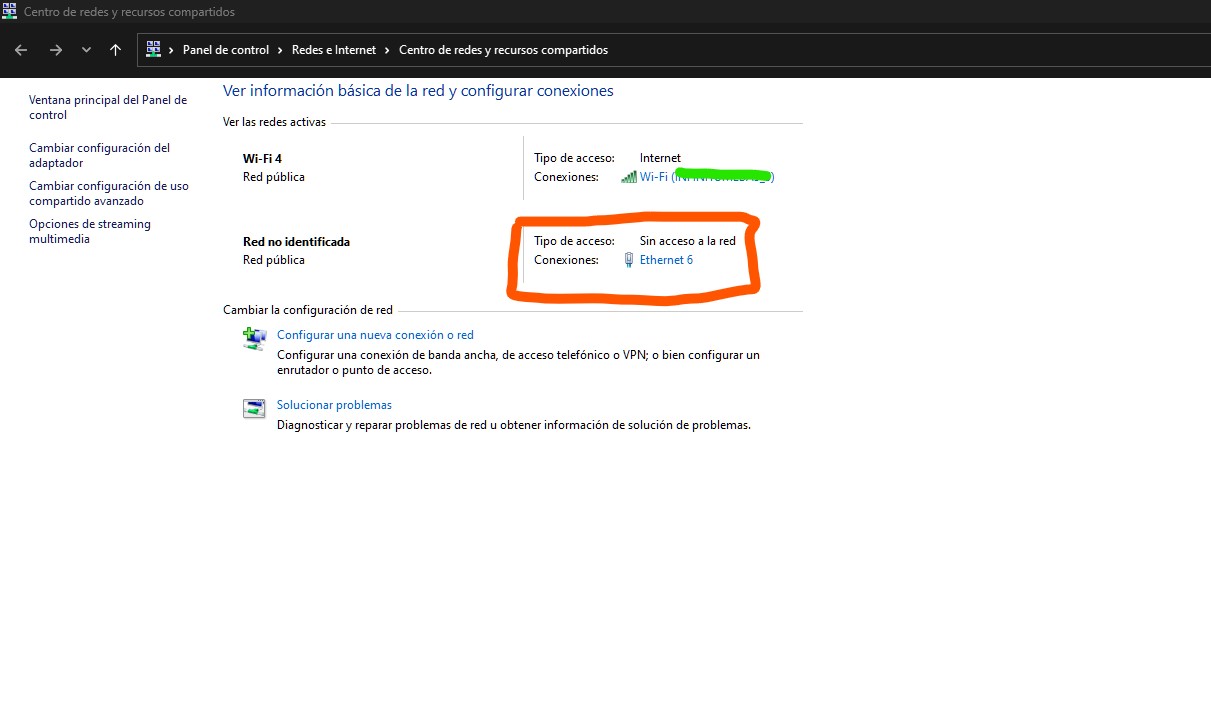 Centro de redes y recursos compartidos
Panel de control > Redes e Internet > Centro de redes y recursos compartidos
Ventana principal del Panel de
control
Cambiar configuración del
adaptador
Cambiar configuración de uso
compartido avanzado
Opciones de streaming
multimedia
Ver información básica de la red y configurar conexiones
Ver las redes activas
Wi-Fi 4
Red pública
Tipo de acceso: Internet
Conexiones: Wi-Fi (
Red no identificada
Red pública
Tipo de acceso: Sin acceso a la red
Conexiones: Ethernet 6
Cambiar la configuración de red
Configurar una nueva conexión o red
Configurar una conexión de banda ancha, de acceso telefónico o VPN; o bien configurar un
enrutador o punto de acceso.
Solucionar problemas
Diagnosticar y reparar problemas de red u obtener información de solución de problemas.